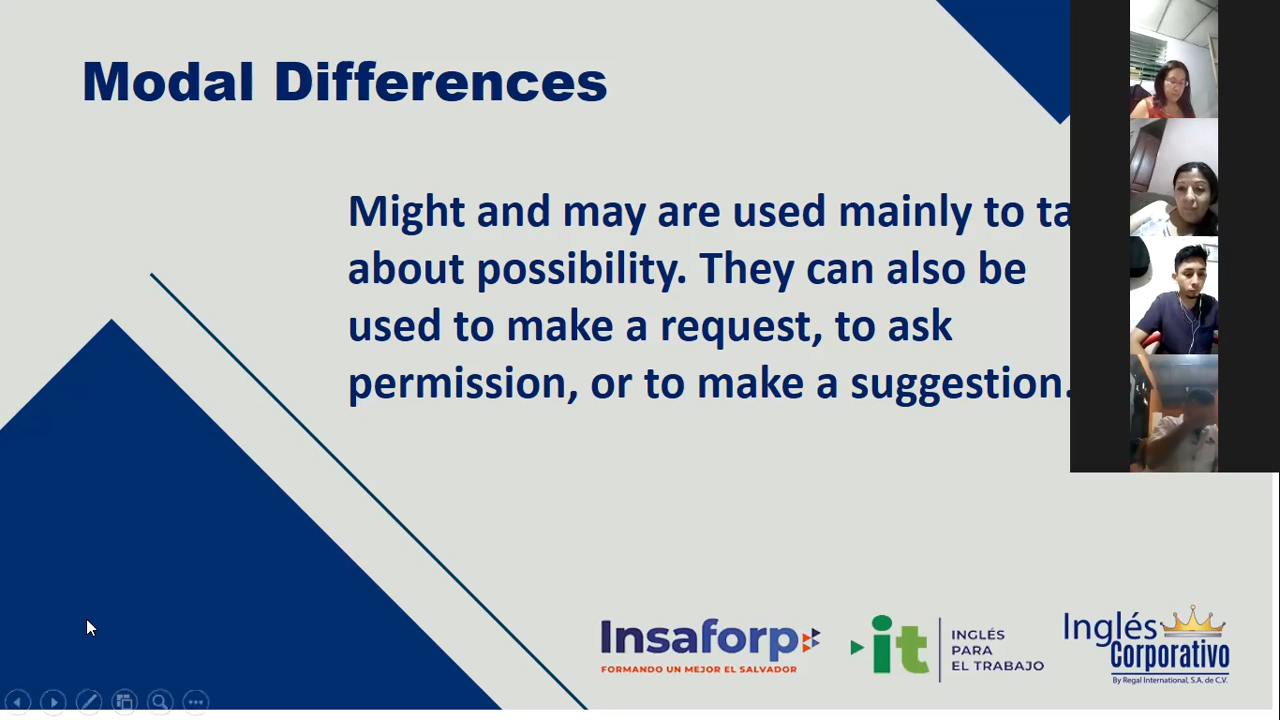 Modal Differences
Might and may are used mainly to ta
about possibility. They can also be
used to make a request, to ask
permission, or to make a suggestion.
Insaforp
FORMANDO UN MEJOR EL SALVADOR
it
INGLÉS
PARA
EL TRABAJO
Inglés
Corporativo
By Regal International, S.A. de C.V.